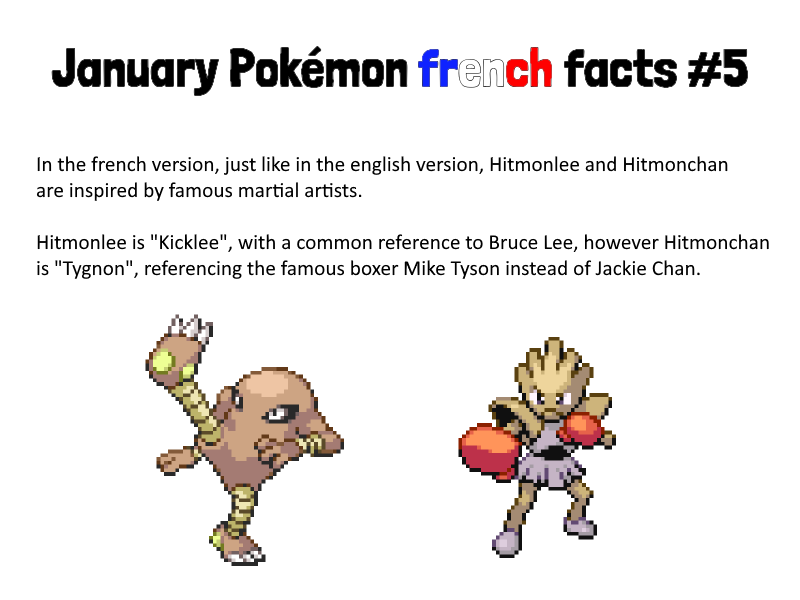 January Pokémon french facts #5
In the french version, just like in the english version, Hitmonlee and Hitmonchan
are inspired by famous martial artists.
Hitmonlee is "Kicklee", with a common reference to Bruce Lee, however Hitmonchan
is "Tygnon", referencing the famous boxer Mike Tyson instead of Jackie Chan.